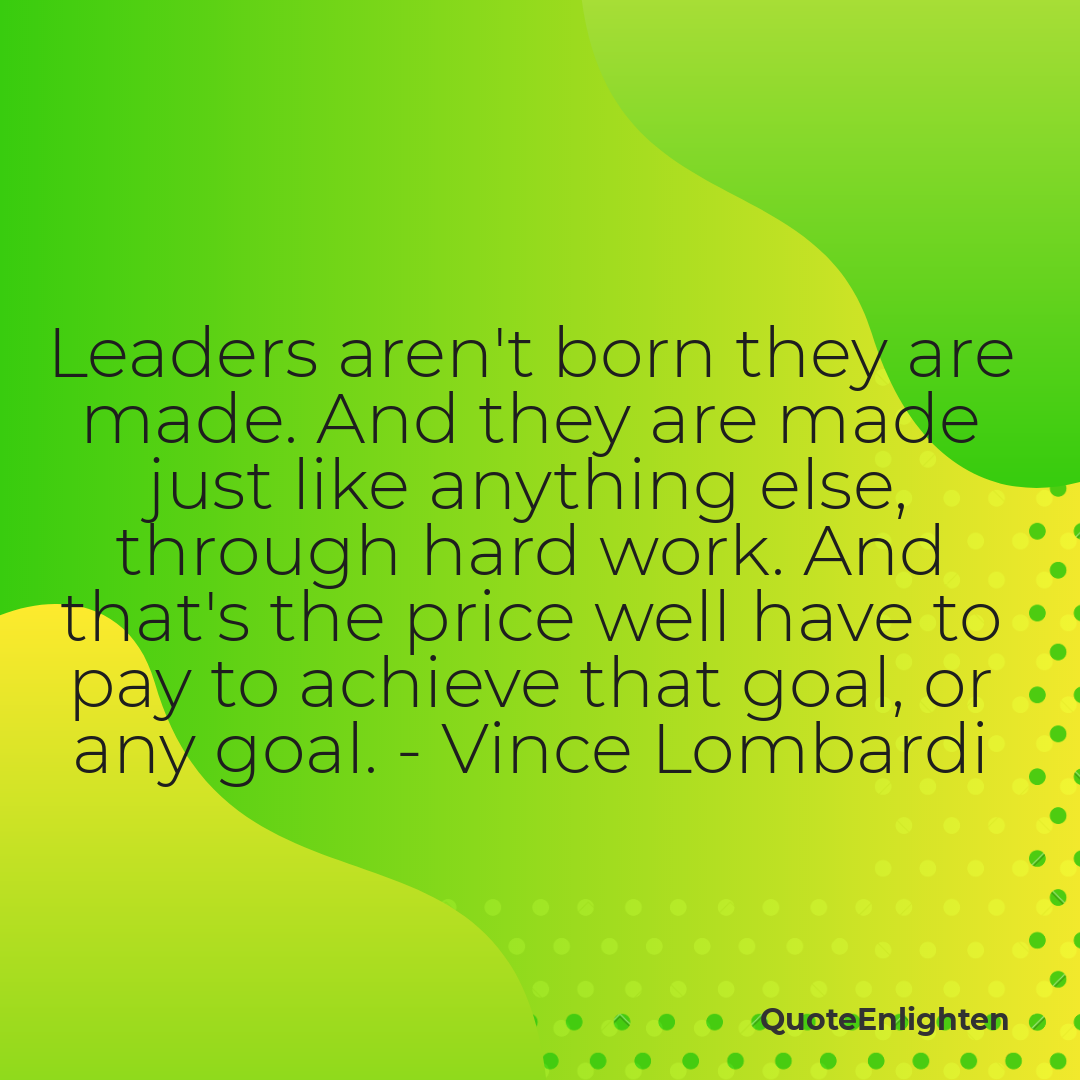 Leaders aren't born they are
made. And they are made
just like anything else,
through hard work. And
that's the price well have to
pay to achieve that goal, or
any goal. - Vince Lombardi
QuoteEnlighten